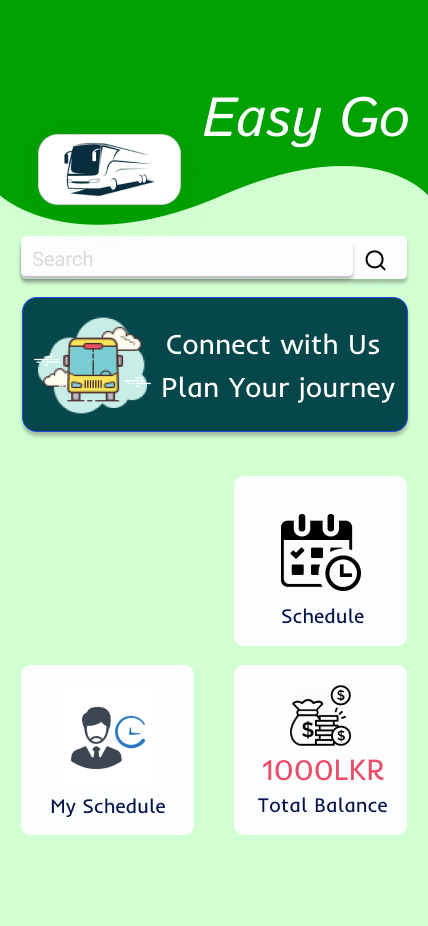 Easy Go
Search
Connect with Us
Plan Your journey
Schedule
My Schedule
1000LKR
Total Balance